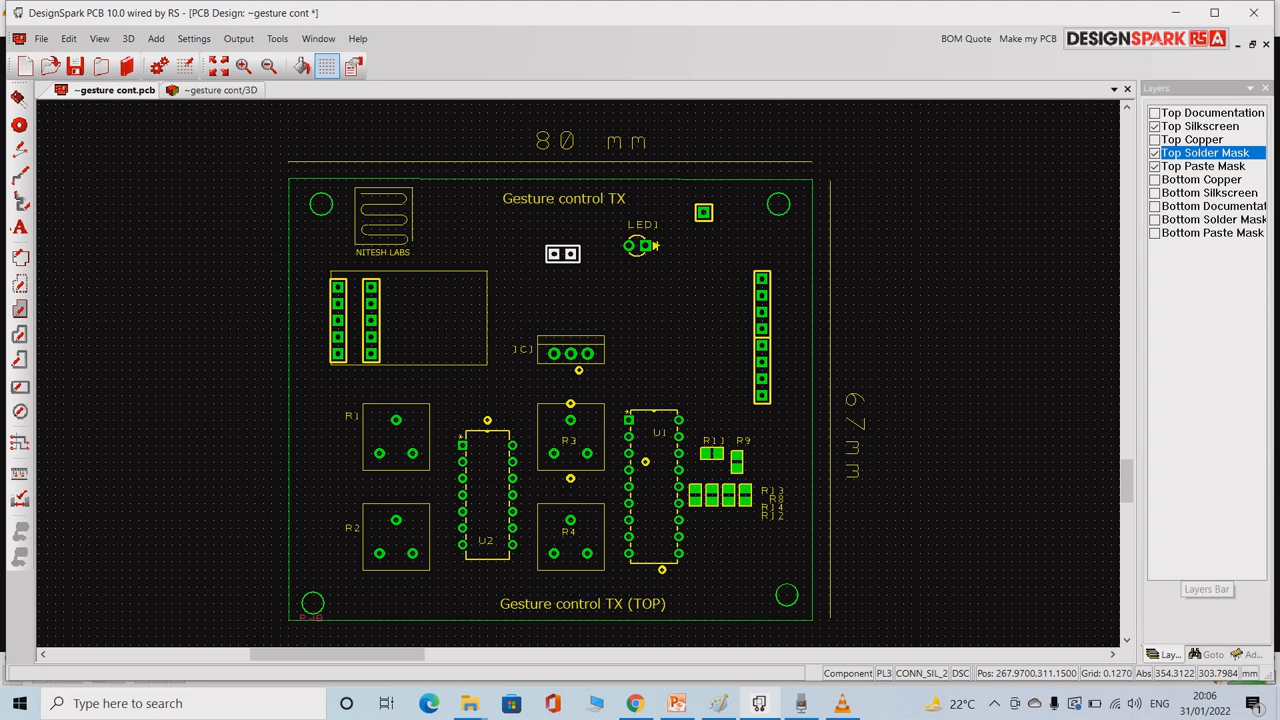 DesignSpark PCB 10.0 wired by RS - [PCB Design: ~gesture cont *]
File Edit View 3D Add Settings Output Tools Window Help
BOM Quote Make my PCB DESIGNSPARK RS
~gesture cont.pcb ~gesture cont/3D
Layers
Top Documentation
Top Silkscreen
Top Copper
Top Solder Mask
Top Paste Mask
Bottom Copper
Bottom Silkscreen
Bottom Documentat
Bottom Solder Mask
Bottom Paste Mask
80 mm
Gesture control TX
NITESH LABS
LED1
IC1
67mm
R1
R3
U1
R11 R9
R13
R8
R14
R12
R2
U2
R4
Gesture control TX (TOP)
PJB
Layers Bar
Lay... Goto Ad...
Component PL3 CONN_SIL_2 DSC Pos: 267.9700,311.1500 Grid: 0.1270 Abs 354.3122 303.7984 mm
Type here to search
22°C
20:06
31/01/2022
1